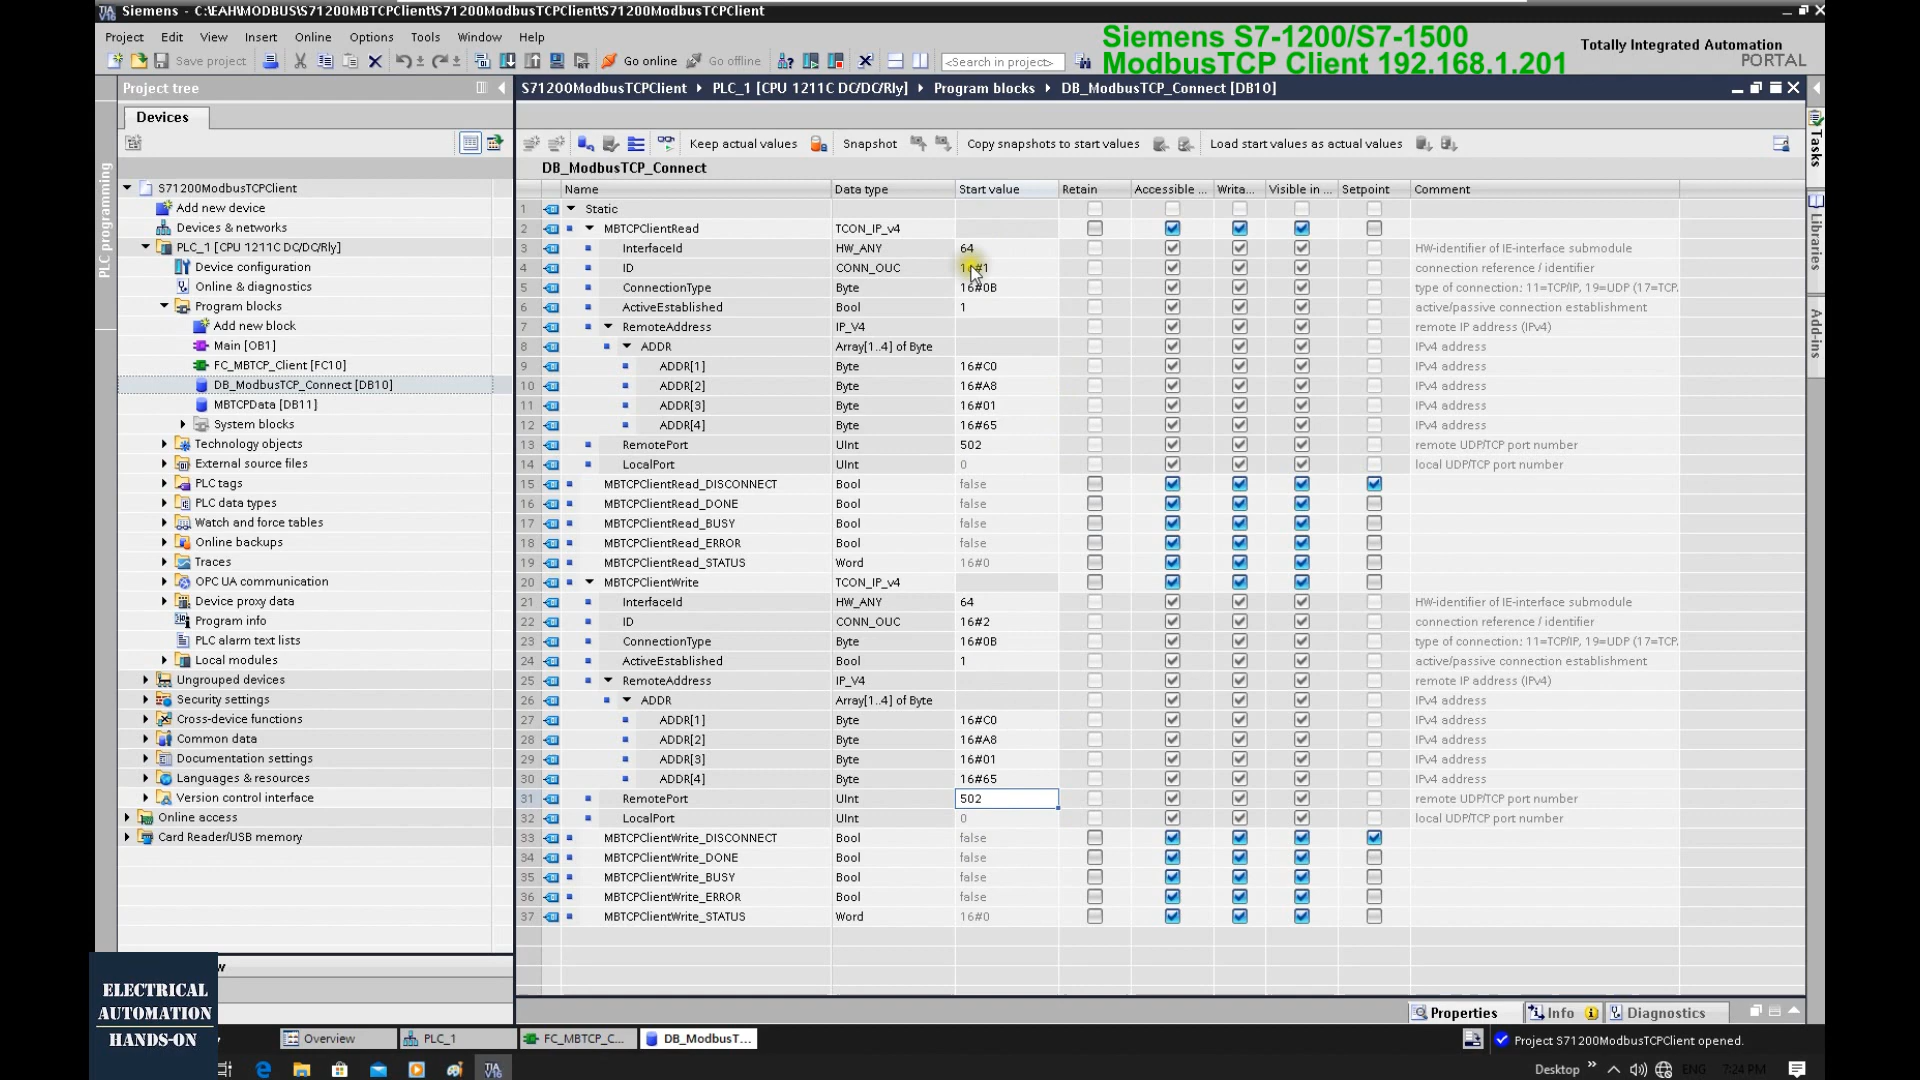 Siemens - C:\EAH\MODBUS\S71200MBTCPClient\S71200ModbusTCPClient\S71200ModbusTCPClient
Project Edit View Insert Online Options Tools Window Help
Siemens S7-1200/S7-1500
ModbusTCP Client 192.168.1.201
Totally Integrated Automation
PORTAL
Save project Go online Go offline <Search in project>
Project tree
S71200ModbusTCPClient PLC_1 [CPU 1211C DC/DC/Rly] Program blocks DB_ModbusTCP_Connect [DB10]
Devices
PLC programming
S71200ModbusTCPClient
Add new device
Devices & networks
PLC_1 [CPU 1211C DC/DC/Rly]
Device configuration
Online & diagnostics
Program blocks
Add new block
Main [OB1]
FC_MBTCP_Client [FC10]
DB_ModbusTCP_Connect [DB10]
MBTCPData [DB11]
System blocks
Technology objects
External source files
PLC tags
PLC data types
Watch and force tables
Online backups
Traces
OPC UA communication
Device proxy data
Program info
PLC alarm text lists
Local modules
Ungrouped devices
Security settings
Cross-device functions
Common data
Documentation settings
Languages & resources
Version control interface
Online access
Card Reader/USB memory
Keep actual values Snapshot Copy snapshots to start values Load start values as actual values
DB_ModbusTCP_Connect
Name Data type Start value Retain Accessible ... Writa... Visible in ... Setpoint Comment
1 Static
2 MBTCPClientRead TCON_IP_v4
3 InterfaceId HW_ANY 64 HW-identifier of IE-interface submodule
4 ID CONN_OUC 16#1 connection reference / identifier
5 ConnectionType Byte 16#0B type of connection: 11=TCP/IP, 19=UDP (17=TCP.
6 ActiveEstablished Bool 1 active/passive connection establishment
7 RemoteAddress IP_V4 remote IP address (IPv4)
8 ADDR Array[1..4] of Byte IPv4 address
9 ADDR[1] Byte 16#C0 IPv4 address
10 ADDR[2] Byte 16#A8 IPv4 address
11 ADDR[3] Byte 16#01 IPv4 address
12 ADDR[4] Byte 16#65 IPv4 address
13 RemotePort UInt 502 remote UDP/TCP port number
14 LocalPort UInt 0 local UDP/TCP port number
15 MBTCPClientRead_DISCONNECT Bool false
16 MBTCPClientRead_DONE Bool false
17 MBTCPClientRead_BUSY Bool false
18 MBTCPClientRead_ERROR Bool false
19 MBTCPClientRead_STATUS Word 16#0
20 MBTCPClientWrite TCON_IP_v4
21 InterfaceId HW_ANY 64 HW-identifier of IE-interface submodule
22 ID CONN_OUC 16#2 connection reference / identifier
23 ConnectionType Byte 16#0B type of connection: 11=TCP/IP, 19=UDP (17=TCP.
24 ActiveEstablished Bool 1 active/passive connection establishment
25 RemoteAddress IP_V4 remote IP address (IPv4)
26 ADDR Array[1..4] of Byte IPv4 address
27 ADDR[1] Byte 16#C0 IPv4 address
28 ADDR[2] Byte 16#A8 IPv4 address
29 ADDR[3] Byte 16#01 IPv4 address
30 ADDR[4] Byte 16#65 IPv4 address
31 RemotePort UInt 502 remote UDP/TCP port number
32 LocalPort UInt 0 local UDP/TCP port number
33 MBTCPClientWrite_DISCONNECT Bool false
34 MBTCPClientWrite_DONE Bool false
35 MBTCPClientWrite_BUSY Bool false
36 MBTCPClientWrite_ERROR Bool false
37 MBTCPClientWrite_STATUS Word 16#0
Tasks
Libraries
Add-ins
Properties Info Diagnostics
ELECTRICAL
AUTOMATION
HANDS-ON
Overview PLC_1 FC_MBTCP_C... DB_ModbusT... Project S71200ModbusTCPClient opened.
Desktop ENG 7:24 PM